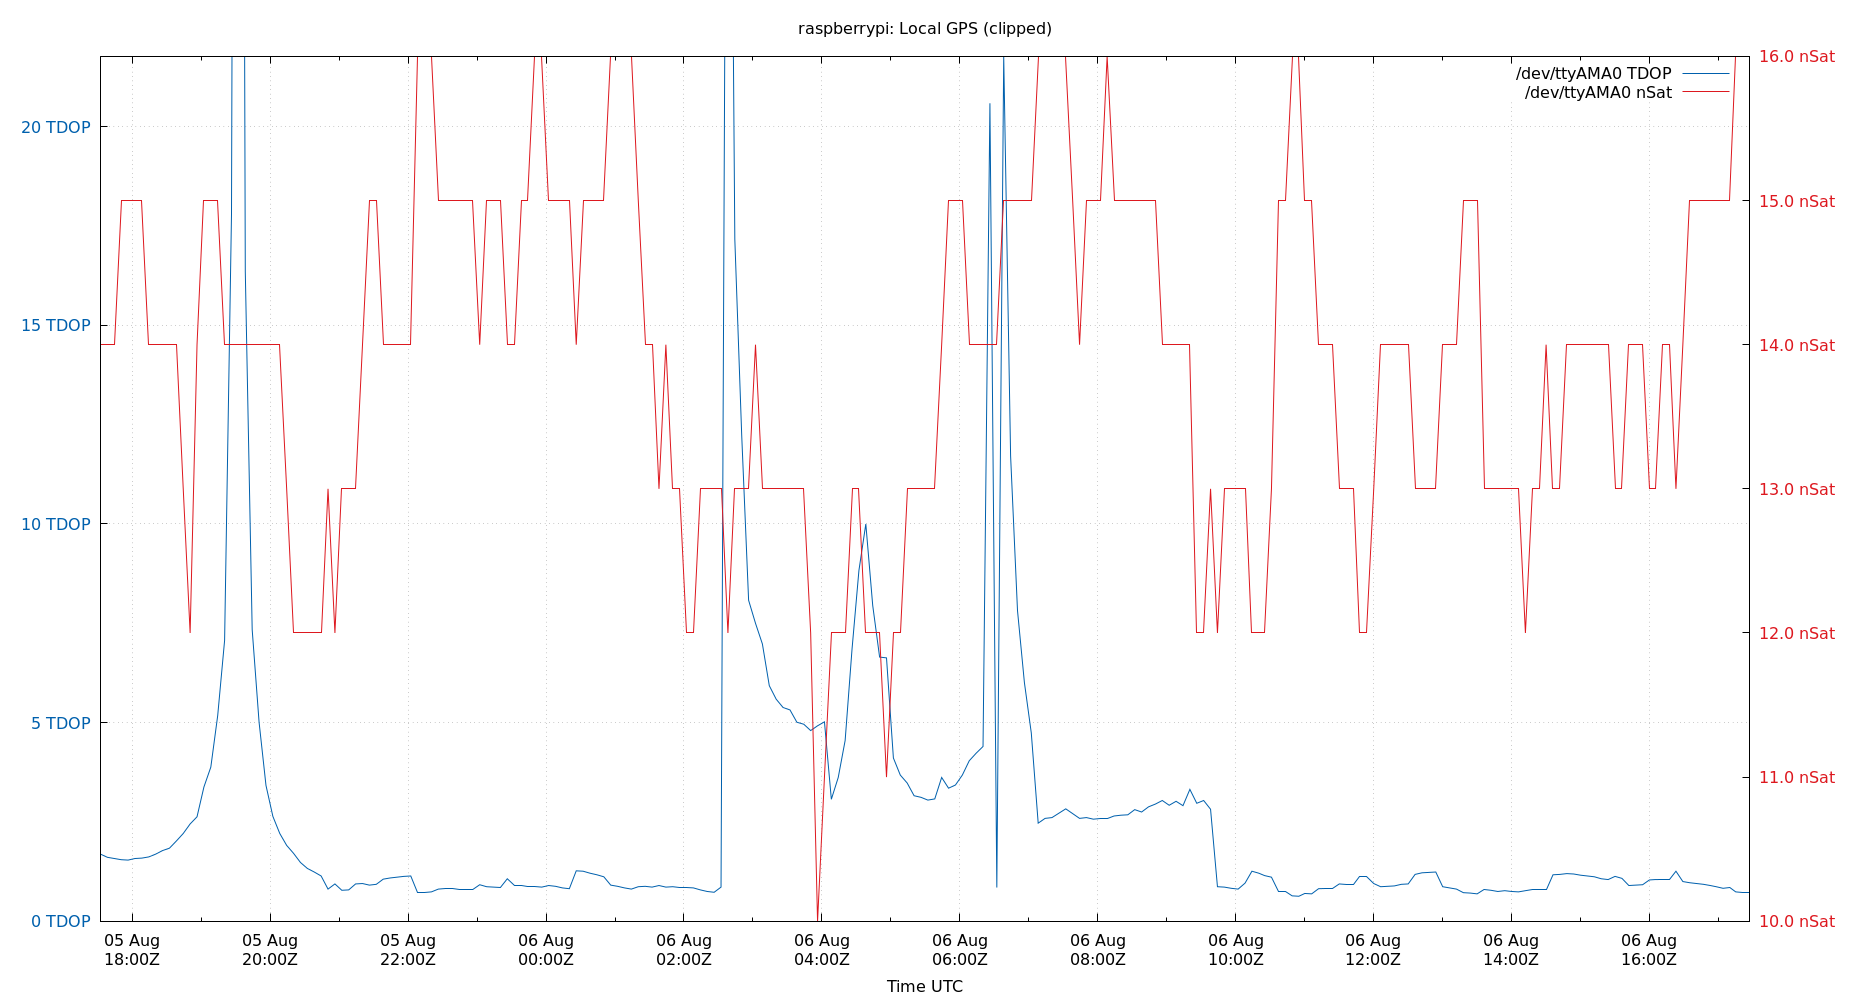 raspberrypi: Local GPS (clipped)
/dev/ttyAMA0 TDOP
/dev/ttyAMA0 nSat
20 TDOP
15 TDOP
10 TDOP
5 TDOP
0 TDOP
16.0 nSat
15.0 nSat
14.0 nSat
13.0 nSat
12.0 nSat
11.0 nSat
10.0 nSat
05 Aug
18:00Z
05 Aug
20:00Z
05 Aug
22:00Z
06 Aug
00:00Z
06 Aug
02:00Z
06 Aug
04:00Z
06 Aug
06:00Z
06 Aug
08:00Z
06 Aug
10:00Z
06 Aug
12:00Z
06 Aug
14:00Z
06 Aug
16:00Z
Time UTC